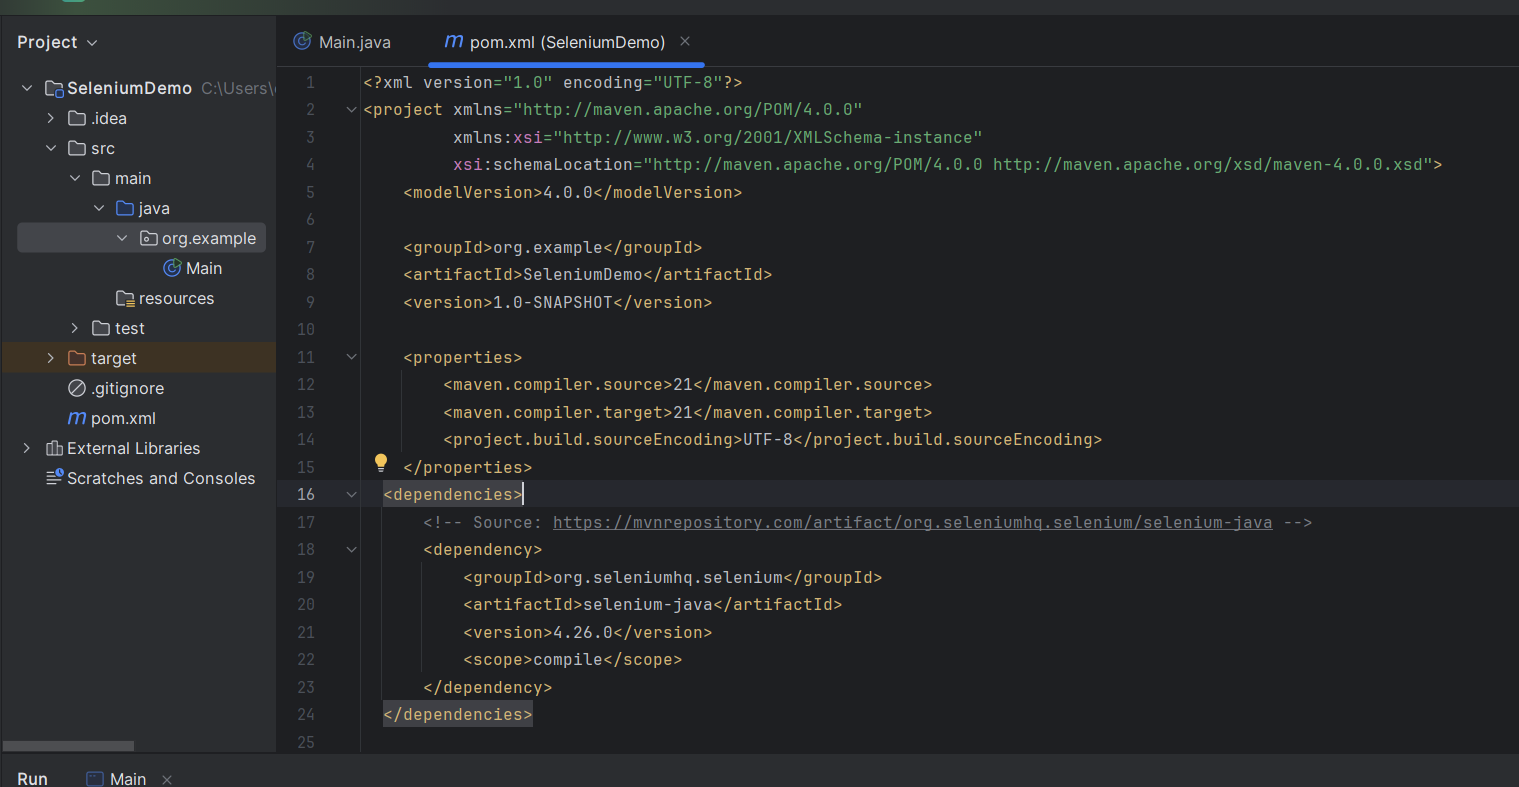 Project
SeleniumDemo C:\Users\
.idea
src
main
java
org.example
Main
resources
test
target
.gitignore
pom.xml
External Libraries
Scratches and Consoles
Main.java
pom.xml (SeleniumDemo)
1 <?xml version="1.0" encoding="UTF-8"?>
2 <project xmlns="http://maven.apache.org/POM/4.0.0"
3 xmlns:xsi="http://www.w3.org/2001/XMLSchema-instance"
4 xsi:schemaLocation="http://maven.apache.org/POM/4.0.0 http://maven.apache.org/xsd/maven-4.0.0.xsd">
5 <modelVersion>4.0.0</modelVersion>
6
7 <groupId>org.example</groupId>
8 <artifactId>SeleniumDemo</artifactId>
9 <version>1.0-SNAPSHOT</version>
10
11 <properties>
12 <maven.compiler.source>21</maven.compiler.source>
13 <maven.compiler.target>21</maven.compiler.target>
14 <project.build.sourceEncoding>UTF-8</project.build.sourceEncoding>
15 </properties>
16 <dependencies>
17 <!-- Source: https://mvnrepository.com/artifact/org.seleniumhq.selenium/selenium-java -->
18 <dependency>
19 <groupId>org.seleniumhq.selenium</groupId>
20 <artifactId>selenium-java</artifactId>
21 <version>4.26.0</version>
22 <scope>compile</scope>
23 </dependency>
24 </dependencies>
25
Run
Main